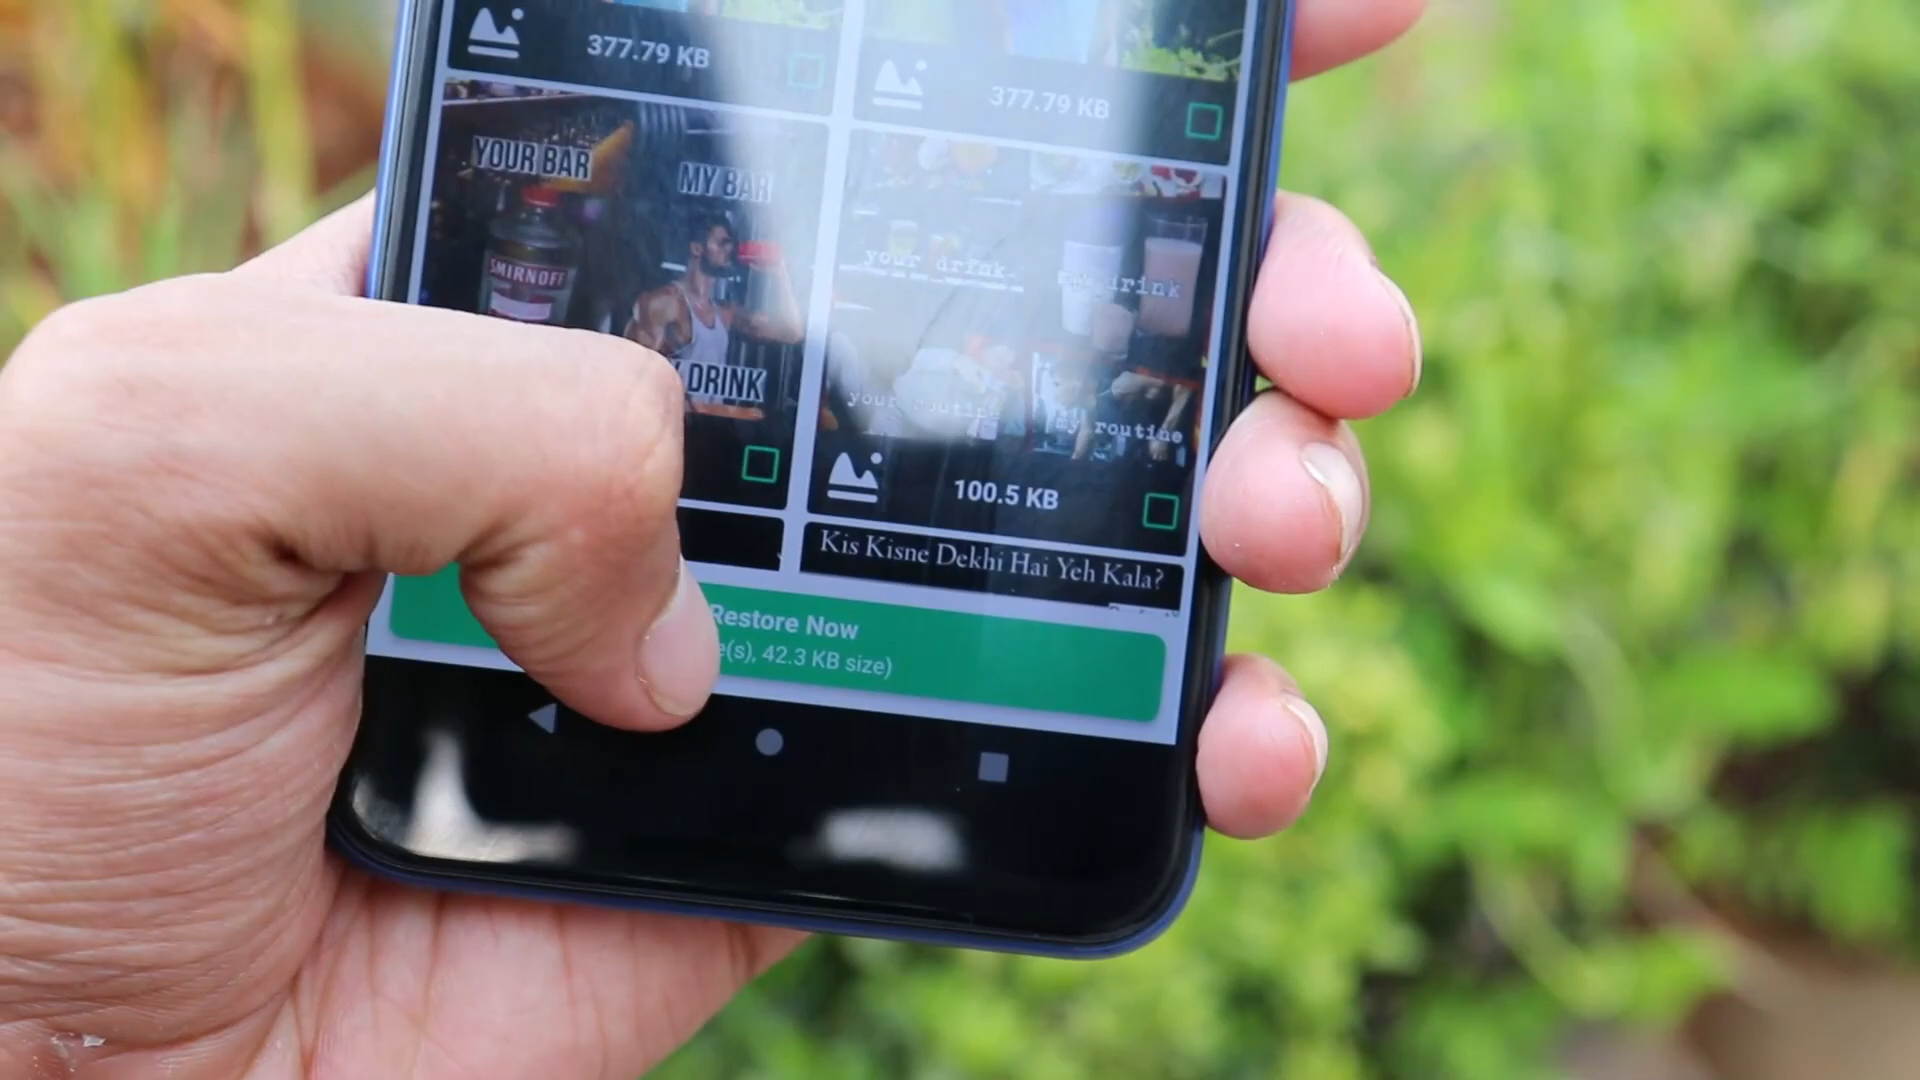 377.79 KB
377.79 KB
YOUR BAR
MY BAR
SMIRNOFF
DRINK
your drink
drink
your routine
my routine
100.5 KB
Kis Kisne Dekhi Hai Yeh Kala?
Restore Now
e(s), 42.3 KB size)